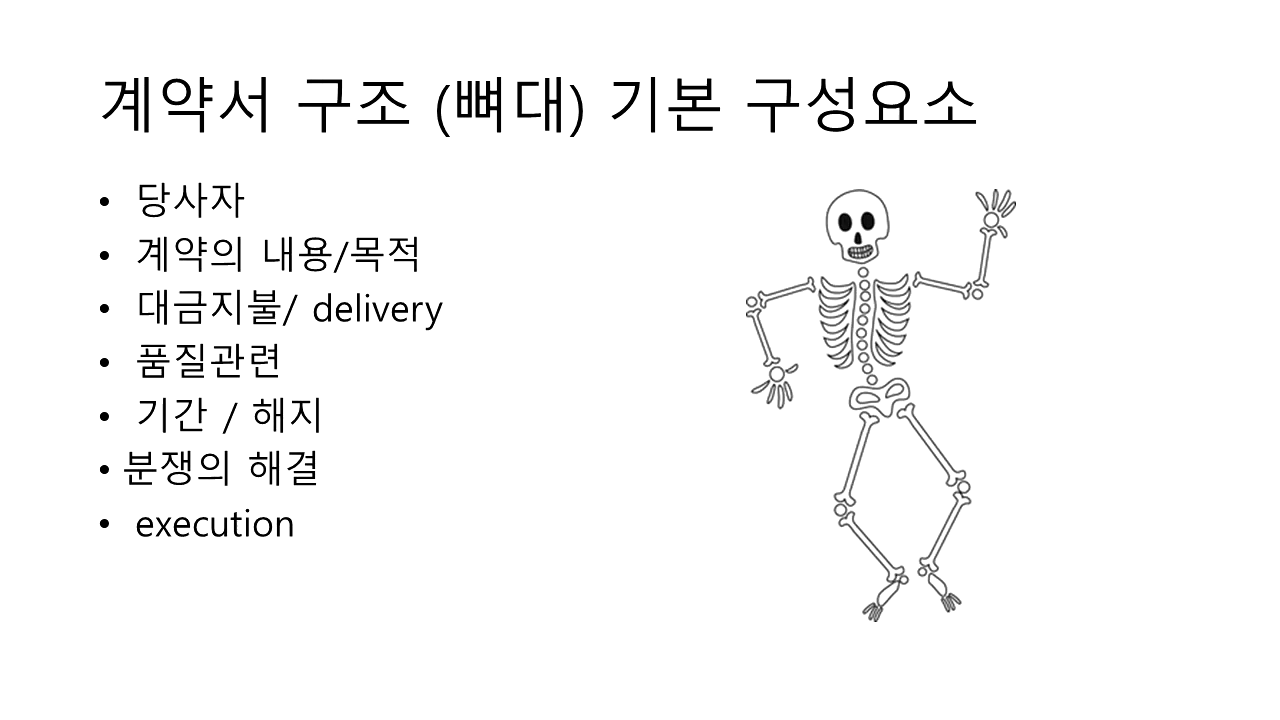 계약서 구조 (뼈대) 기본 구성요소
• 당사자
• 계약의 내용/목적
• 대금지불/ delivery
• 품질관련
• 기간 / 해지
• 분쟁의 해결
• execution